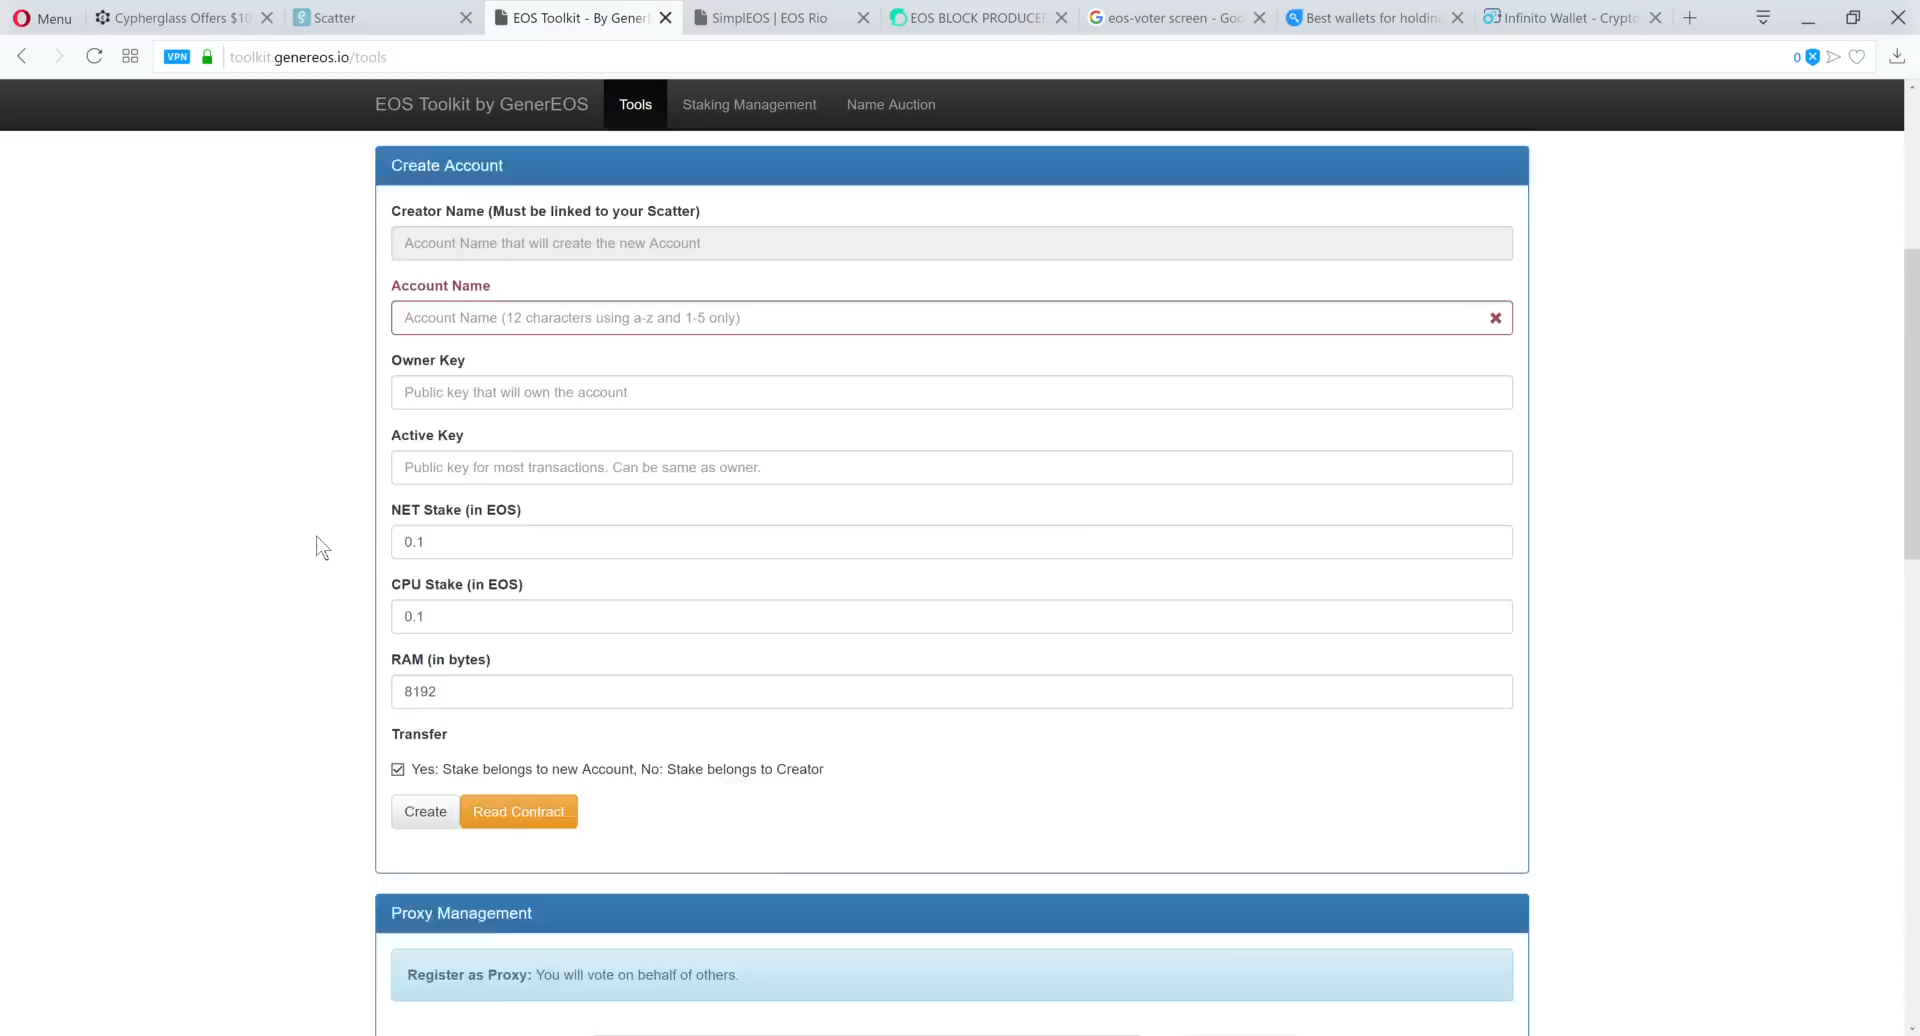 Menu
Cypherglass Offers $10
Scatter
EOS Toolkit - By GenerE
SimplEOS | EOS Rio
EOS BLOCK PRODUCER
eos-voter screen - Goo
Best wallets for holdin
Infinito Wallet - Crypto
VPN
toolkit.genereos.io/tools
0
EOS Toolkit by GenerEOS
Tools
Staking Management
Name Auction
Create Account
Creator Name (Must be linked to your Scatter)
Account Name that will create the new Account
Account Name
Account Name (12 characters using a-z and 1-5 only)
Owner Key
Public key that will own the account
Active Key
Public key for most transactions. Can be same as owner.
NET Stake (in EOS)
0.1
CPU Stake (in EOS)
0.1
RAM (in bytes)
8192
Transfer
Yes: Stake belongs to new Account, No: Stake belongs to Creator
Create
Read Contract
Proxy Management
Register as Proxy: You will vote on behalf of others.